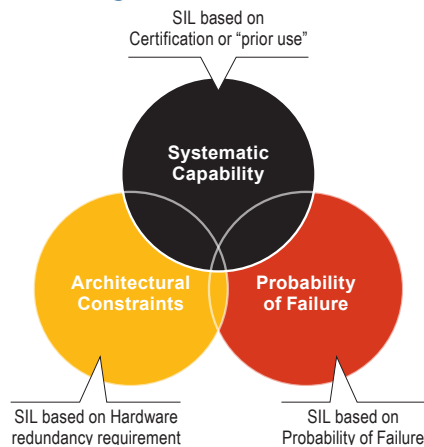 SIL based on
Certification or “prior use”
Systematic
Capability
Architectural
Constraints
Probability
of Failure
SIL based on Hardware
redundancy requirement
SIL based on
Probability of Failure